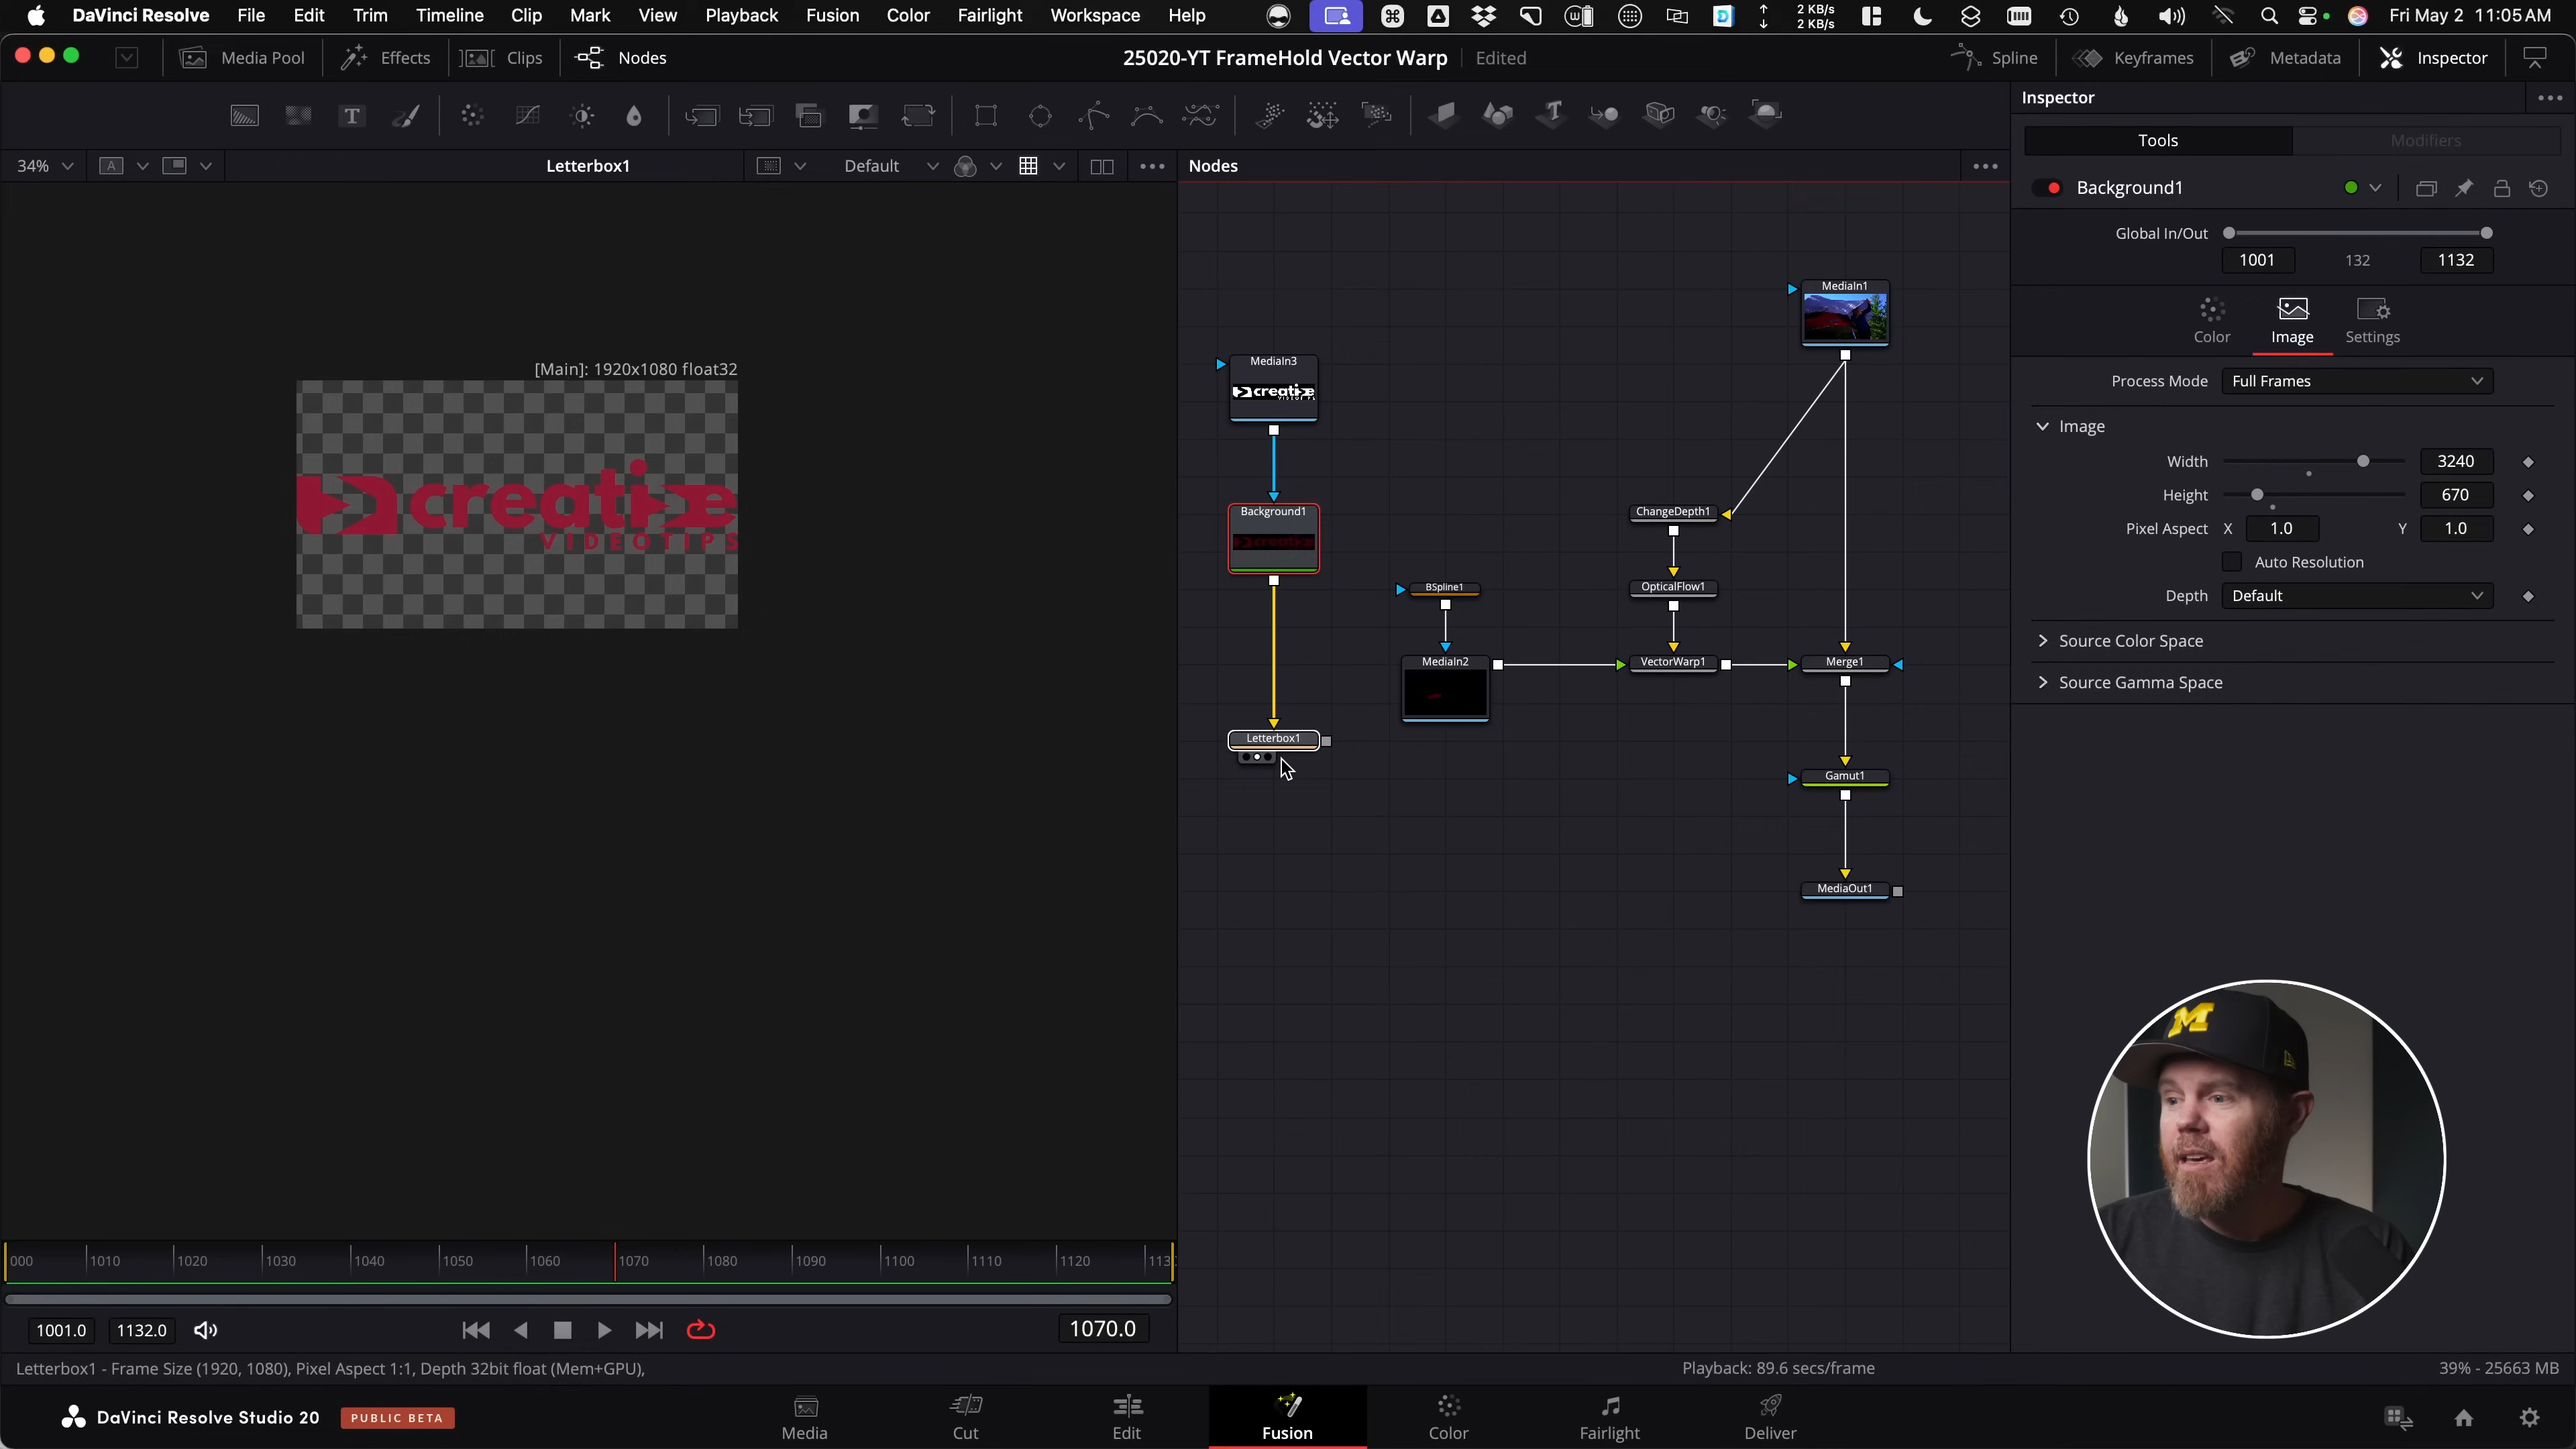 DaVinci Resolve File Edit Trim Timeline Clip Mark View Playback Fusion Color Fairlight Workspace Help
2 KB/s
2 KB/s
Fri May 2 11:05 AM
Media Pool Effects Clips Nodes
25020-YT FrameHold Vector Warp Edited
Spline Keyframes Metadata Inspector
Inspector
Tools Modifiers
34% A Letterbox1 Default Nodes
Background1
Global In/Out
1001 132 1132
Color Image Settings
Process Mode Full Frames
Image
Width 3240
Height 670
Pixel Aspect X 1.0 Y 1.0
Auto Resolution
Depth Default
Source Color Space
Source Gamma Space
[Main]: 1920x1080 float32
creative
VIDEOTIPS
MediaIn1
MediaIn3
creative
Background1
ChangeDepth1
BSpline1
OpticalFlow1
MediaIn2
VectorWarp1
Merge1
Letterbox1
Gamut1
MediaOut1
M
000 1010 1020 1030 1040 1050 1060 1070 1080 1090 1100 1110 1120 113
1001.0 1132.0 1070.0
Letterbox1 - Frame Size (1920, 1080), Pixel Aspect 1:1, Depth 32bit float (Mem+GPU),
Playback: 89.6 secs/frame
39% - 25663 MB
DaVinci Resolve Studio 20 PUBLIC BETA
Media Cut Edit Fusion Color Fairlight Deliver